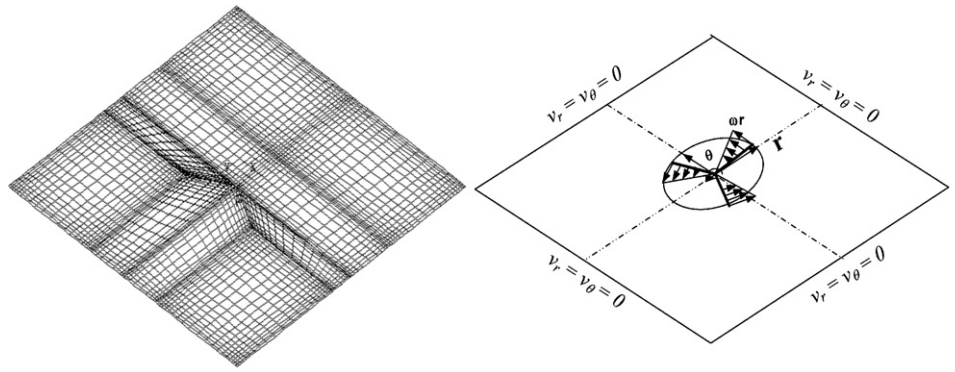 v_r = v_θ = 0
v_r = v_θ = 0
ωr
r
θ
v_r = v_θ = 0
v_r = v_θ = 0